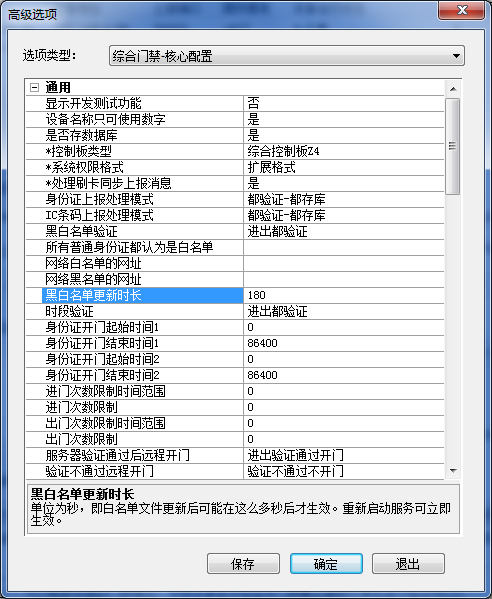 高级选项
选项类型: 综合门禁-核心配置
通用
显示开发测试功能 否
设备名称只可使用数字 是
是否存数据库 是
*控制板类型 综合控制板Z4
*系统权限格式 扩展格式
*处理刷卡同步上报消息 是
身份证上报处理模式 都验证-都存库
IC条码上报处理模式 都验证-都存库
黑白名单验证 进出都验证
所有普通身份证都认为是白名单
网络白名单的网址
网络黑名单的网址
黑白名单更新时长 180
时段验证 进出都验证
身份证开门起始时间1 0
身份证开门结束时间1 86400
身份证开门起始时间2 0
身份证开门结束时间2 86400
进门次数限制时间范围 0
进门次数限制 0
出门次数限制时间范围 0
出门次数限制 0
服务器验证通过后远程开门 进出验证通过开门
验证不通过远程开门 验证不通过不开门
黑白名单更新时长
单位为秒，即白名单文件更新后可能在这么多秒后才生效。重新启动服务可立即
生效。
保存 确定 退出